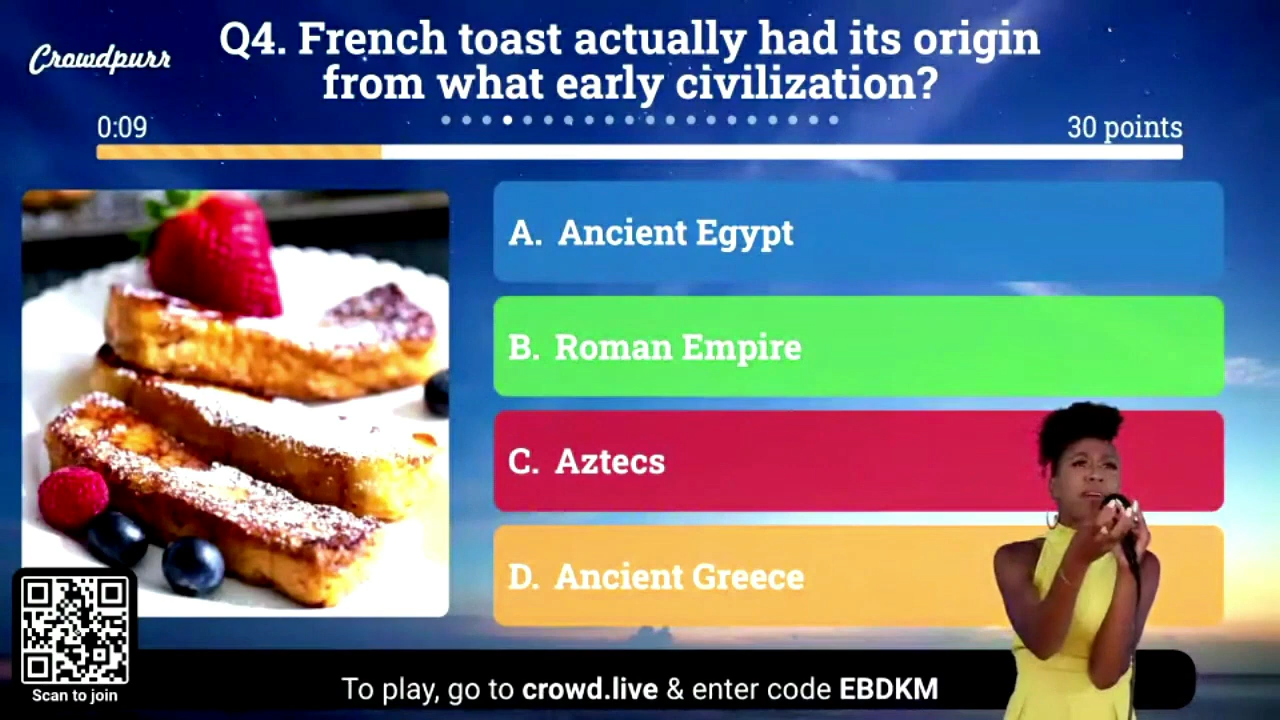 Crowdpurr
Q4. French toast actually had its origin
from what early civilization?
0:09
30 points
A. Ancient Egypt
B. Roman Empire
C. Aztecs
D. Ancient Greece
Scan to join
To play, go to crowd.live & enter code EBDKM